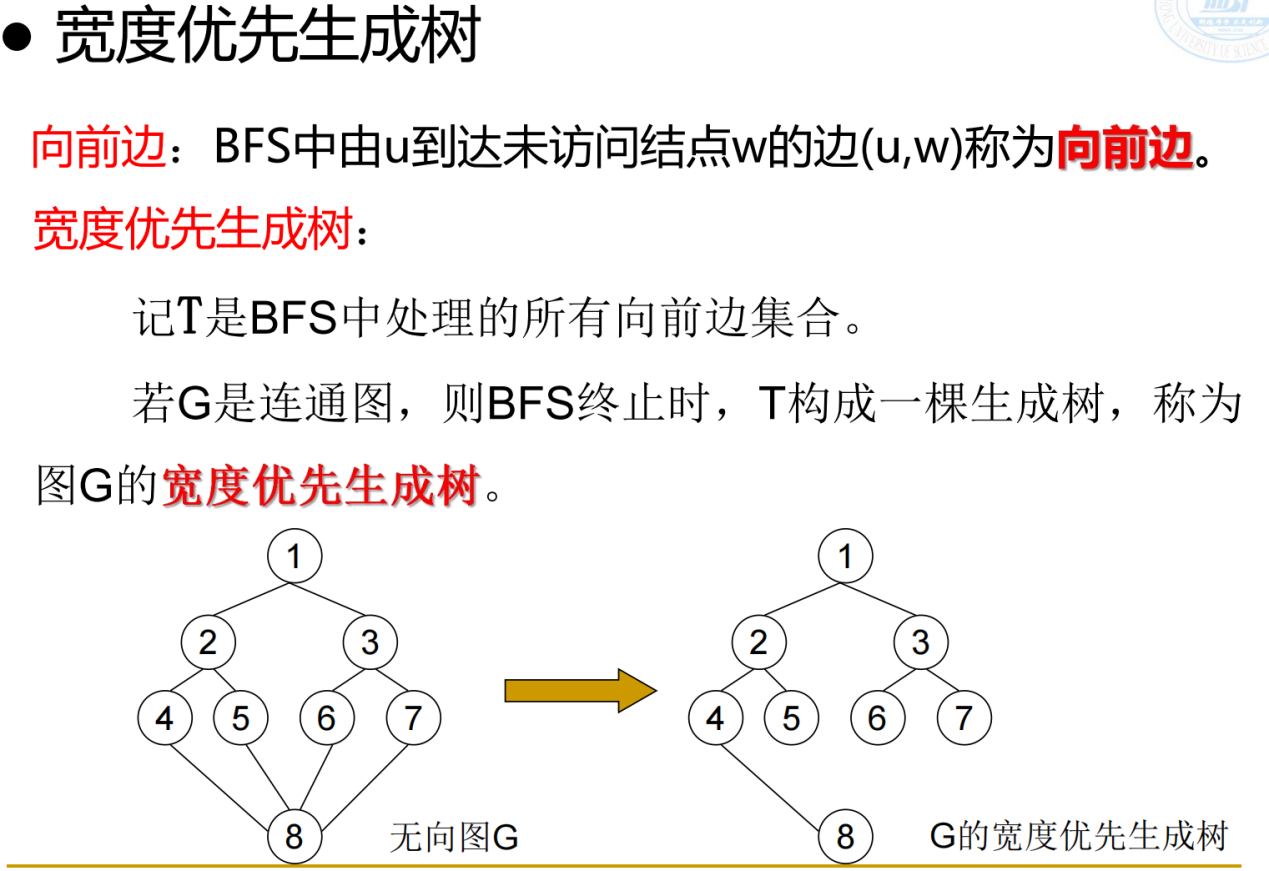 ● 宽度优先生成树
向前边：BFS中由u到达未访问结点w的边(u,w)称为向前边。
宽度优先生成树：
记T是BFS中处理的所有向前边集合。
若G是连通图，则BFS终止时，T构成一棵生成树，称为
图G的宽度优先生成树。
1 1
2 3 2 3
4 5 6 7 4 5 6 7
8 无向图G 8 G的宽度优先生成树